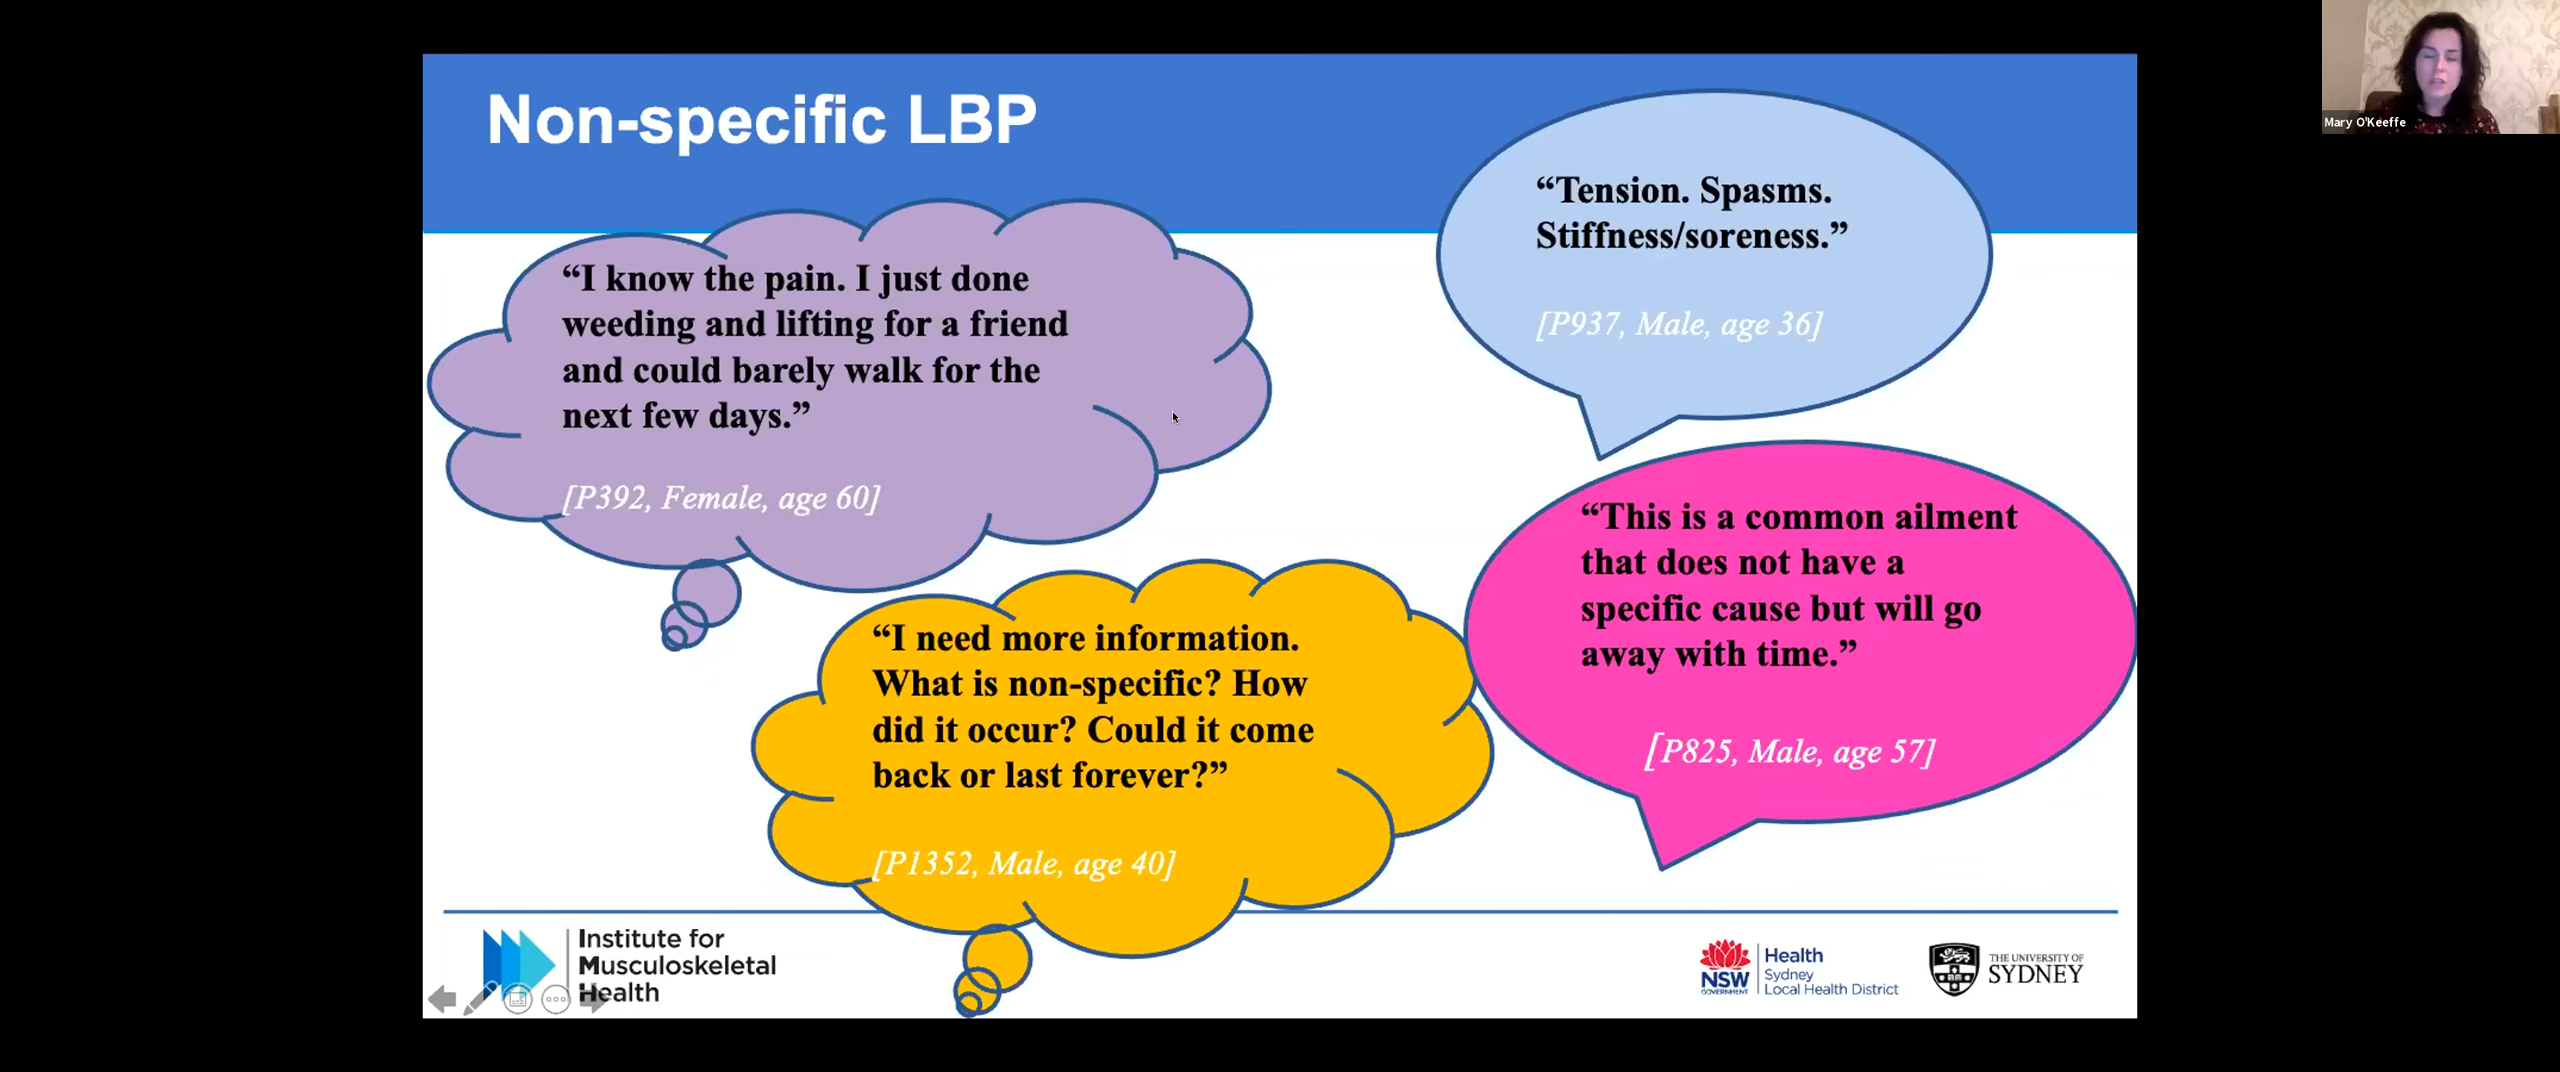 Non-specific LBP
“I know the pain. I just done
weeding and lifting for a friend
and could barely walk for the
next few days.”
[P392, Female, age 60]
“Tension. Spasms.
Stiffness/soreness.”
[P937, Male, age 36]
“I need more information.
What is non-specific? How
did it occur? Could it come
back or last forever?”
[P1352, Male, age 40]
“This is a common ailment
that does not have a
specific cause but will go
away with time.”
[P825, Male, age 57]
Institute for
Musculoskeletal
Health
NSW
GOVERNMENT
Health
Sydney
Local Health District
THE UNIVERSITY OF
SYDNEY
Mary O'Keeffe